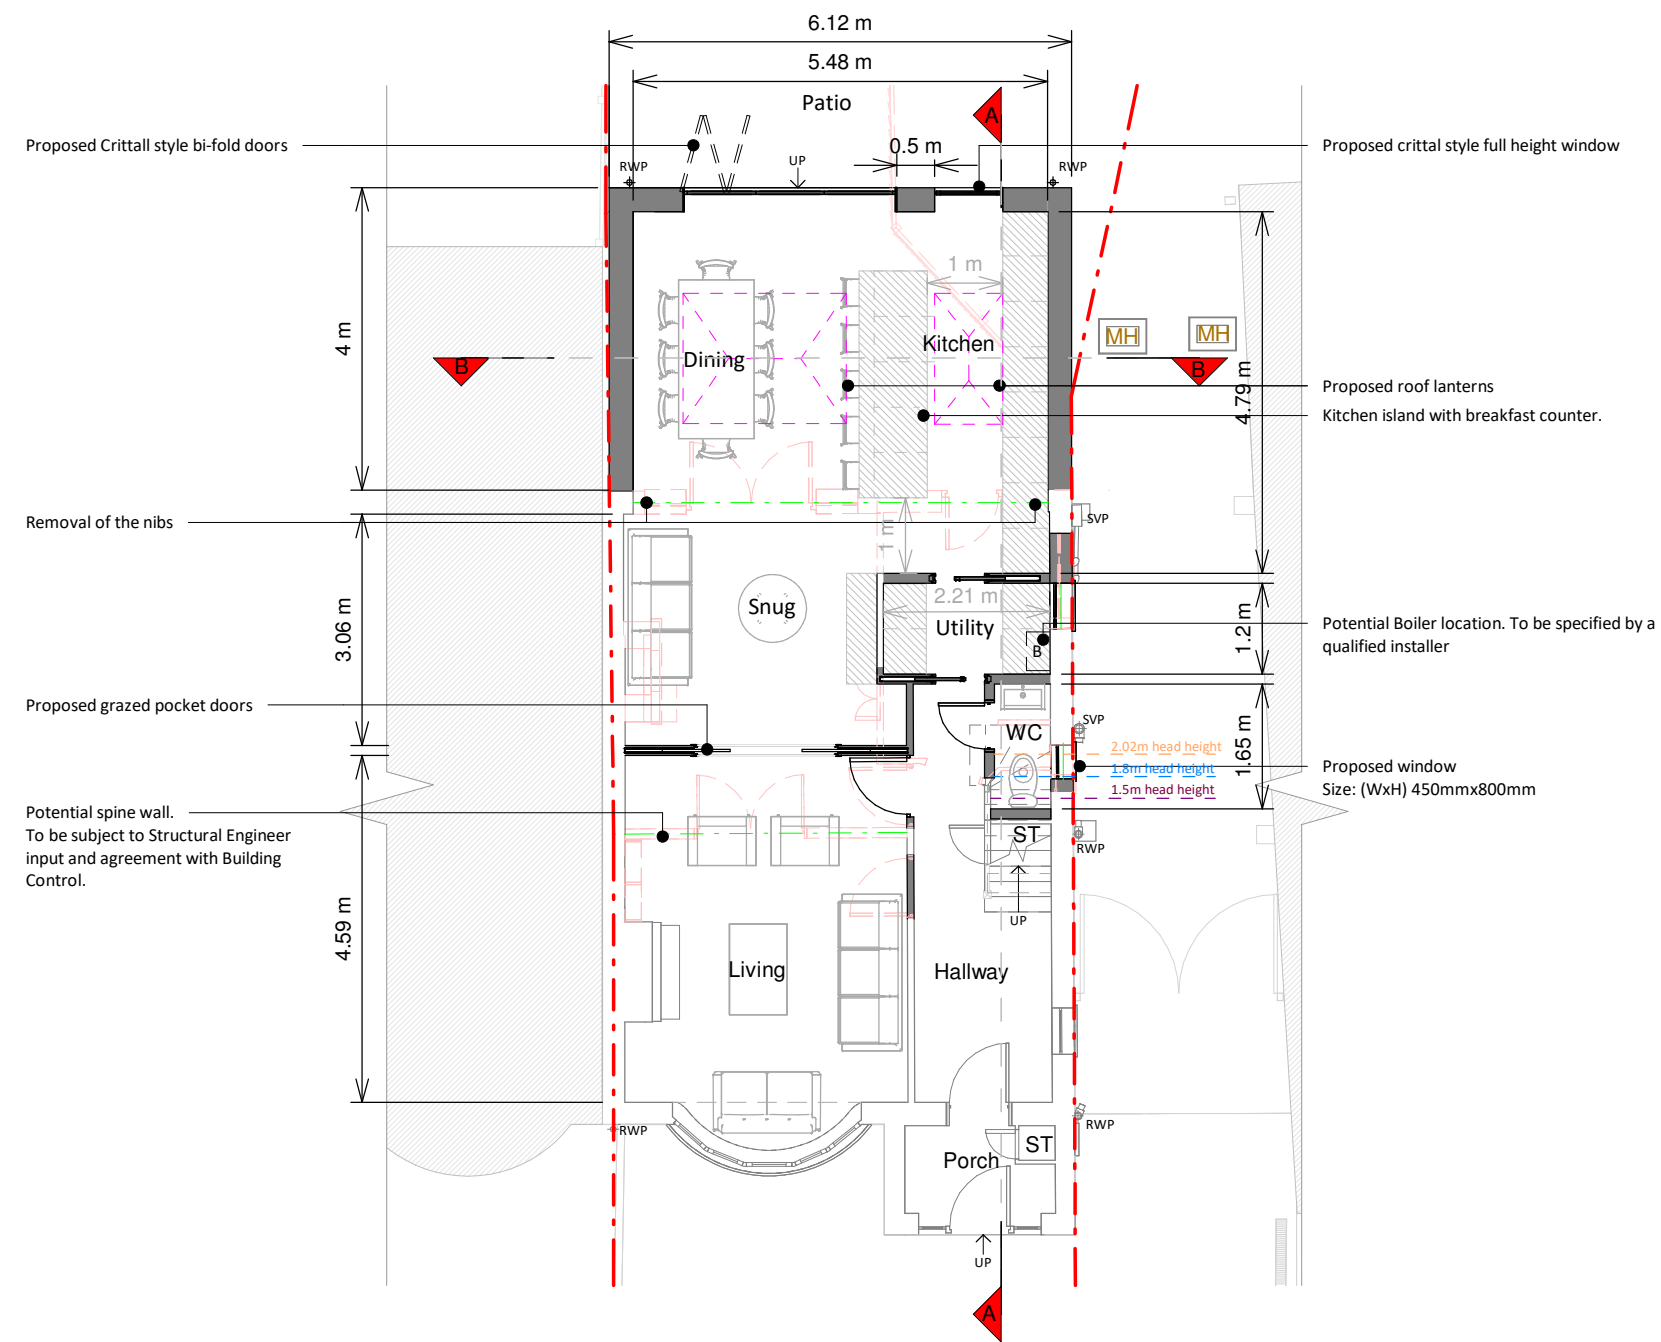 6.12 m
5.48 m
Patio
A
Proposed Crittall style bi-fold doors
0.5 m
Proposed crittal style full height window
RWP
UP
RWP
1 m
4 m
MH
MH
Kitchen
Dining
B
B
4.79 m
Proposed roof lanterns
Kitchen island with breakfast counter.
Removal of the nibs
SVP
1 m
2.21 m
Snug
Utility
3.06 m
1.2 m
B
Potential Boiler location. To be specified by a
qualified installer
Proposed grazed pocket doors
SVP
WC
2.02m head height
1.65 m
1.8m head height
Proposed window
Size: (WxH) 450mmx800mm
1.5m head height
Potential spine wall.
To be subject to Structural Engineer
input and agreement with Building
Control.
ST
RWP
UP
4.59 m
Living
Hallway
RWP
RWP
ST
Porch
UP
A